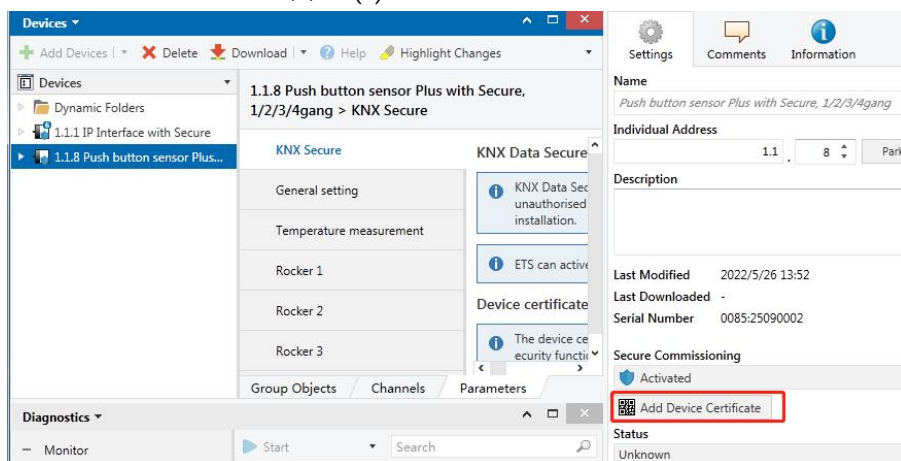 Devices
Add Devices Delete Download Help Highlight Changes
Devices
Dynamic Folders
1.1.1 IP Interface with Secure
1.1.8 Push button sensor Plus...
1.1.8 Push button sensor Plus with Secure,
1/2/3/4gang > KNX Secure
KNX Secure
General setting
Temperature measurement
Rocker 1
Rocker 2
Rocker 3
KNX Data Secure
KNX Data Sec
unauthorised
installation.
ETS can active
Device certificate
The device ce
ecurity functic
Group Objects Channels Parameters
Diagnostics
Monitor
Start Search
Settings Comments Information
Name
Push button sensor Plus with Secure, 1/2/3/4gang
Individual Address
1.1 . 8 Park
Description
Last Modified 2022/5/26 13:52
Last Downloaded -
Serial Number 0085:25090002
Secure Commissioning
Activated
Add Device Certificate
Status
Unknown